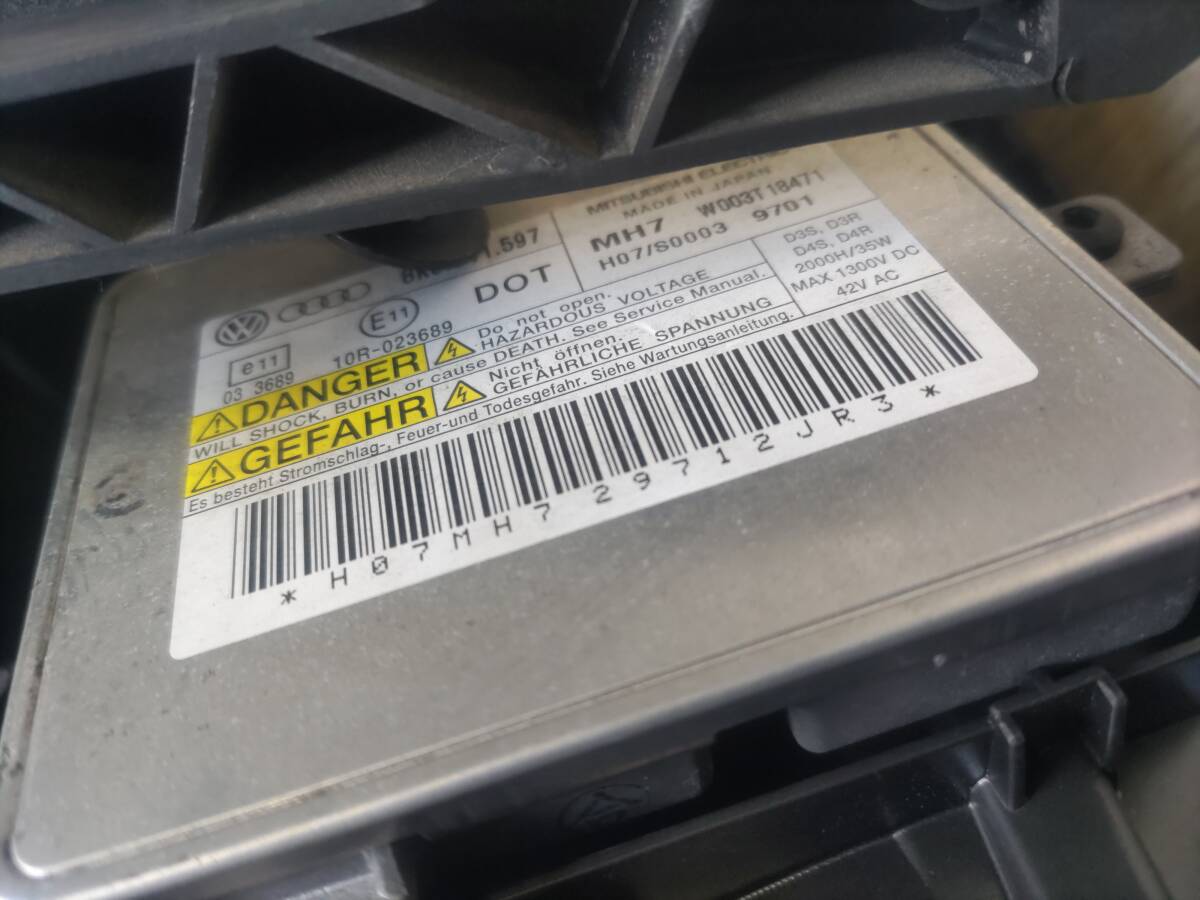 MITSUBISHI ELECTRIC
MADE IN JAPAN
MH7 W003T18471
H07/S0003 9701
.597
DOT
E11
e11
03 3689
10R-023689
D3S, D3R
D4S, D4R
2000H/35W
MAX 1300V DC
42V AC
DANGER
Do not open.
HAZARDOUS VOLTAGE
WILL SHOCK, BURN, or cause DEATH. See Service Manual.
GEFAHR
Nicht öffnen.
GEFÄHRLICHE SPANNUNG
Es besteht Stromschlag-, Feuer-und Todesgefahr. Siehe Wartungsanleitung.
*H07MH729712JR3*